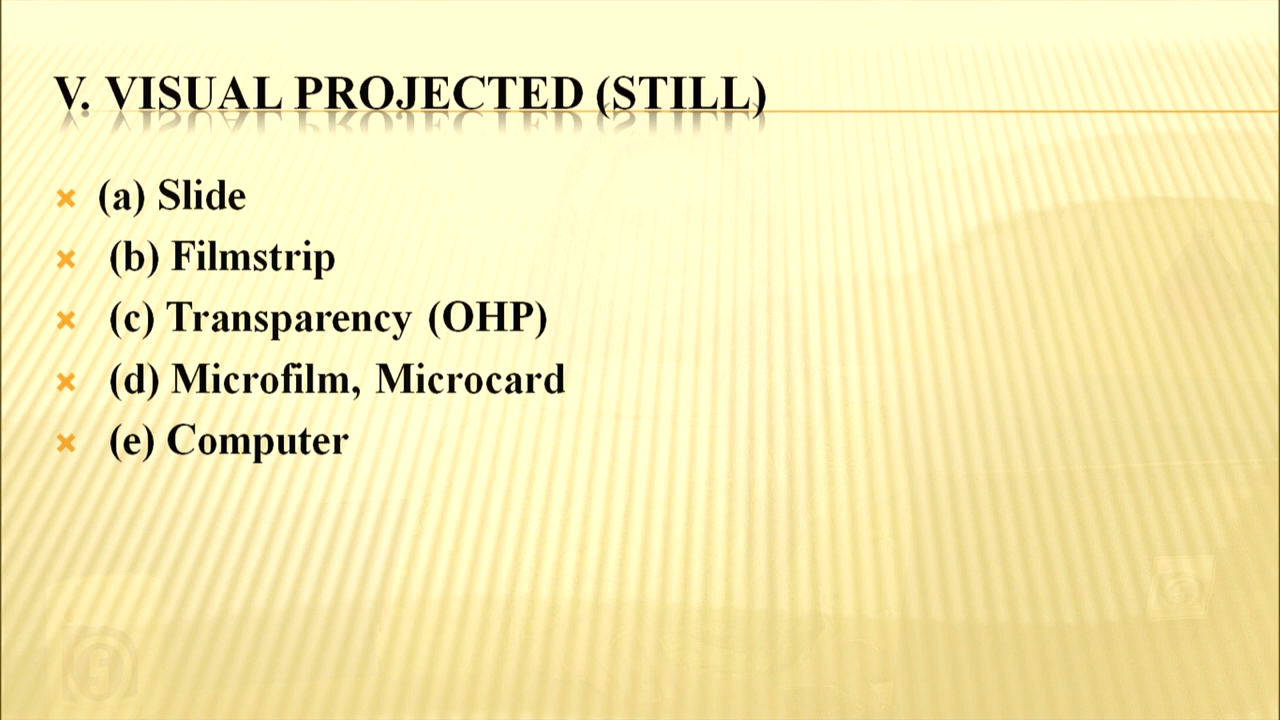 V. VISUAL PROJECTED (STILL)
(a) Slide
(b) Filmstrip
(c) Transparency (OHP)
(d) Microfilm, Microcard
(e) Computer